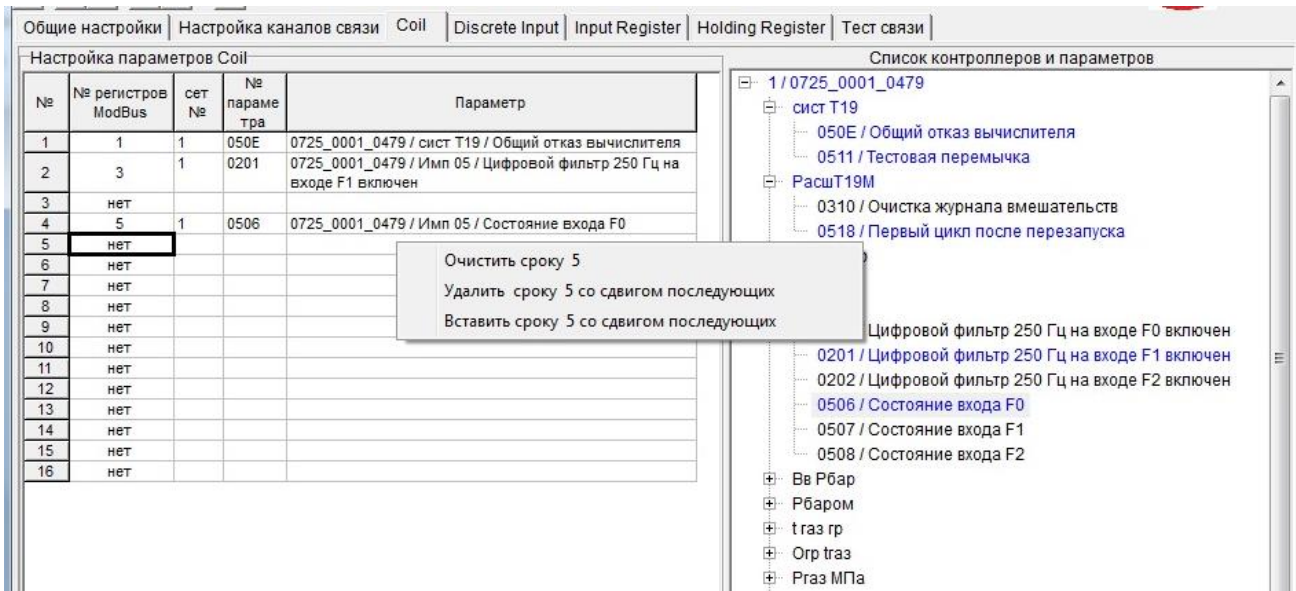 Общие настройки Настройка каналов связи Coil Discrete Input Input Register Holding Register Тест связи
Настройка параметров Coil
№ № регистров ModBus сет № № параме тра Параметр
1 1 1 050E 0725_0001_0479 / сист Т19 / Общий отказ вычислителя
2 3 1 0201 0725_0001_0479 / Имп 05 / Цифровой фильтр 250 Гц на
входе F1 включен
3 нет
4 5 1 0506 0725_0001_0479 / Имп 05 / Состояние входа F0
5 нет
6 нет
7 нет
8 нет
9 нет
10 нет
11 нет
12 нет
13 нет
14 нет
15 нет
16 нет
Очистить сроку 5
Удалить сроку 5 со сдвигом последующих
Вставить сроку 5 со сдвигом последующих
Список контроллеров и параметров
1 / 0725_0001_0479
сист Т19
050E / Общий отказ вычислителя
0511 / Тестовая перемычка
РасшТ19М
0310 / Очистка журнала вмешательств
0518 / Первый цикл после перезапуска
Цифровой фильтр 250 Гц на входе F0 включен
0201 / Цифровой фильтр 250 Гц на входе F1 включен
0202 / Цифровой фильтр 250 Гц на входе F2 включен
0506 / Состояние входа F0
0507 / Состояние входа F1
0508 / Состояние входа F2
Вв Рбар
Рбаром
t газ гр
Огр tгаз
Ргаз МПа